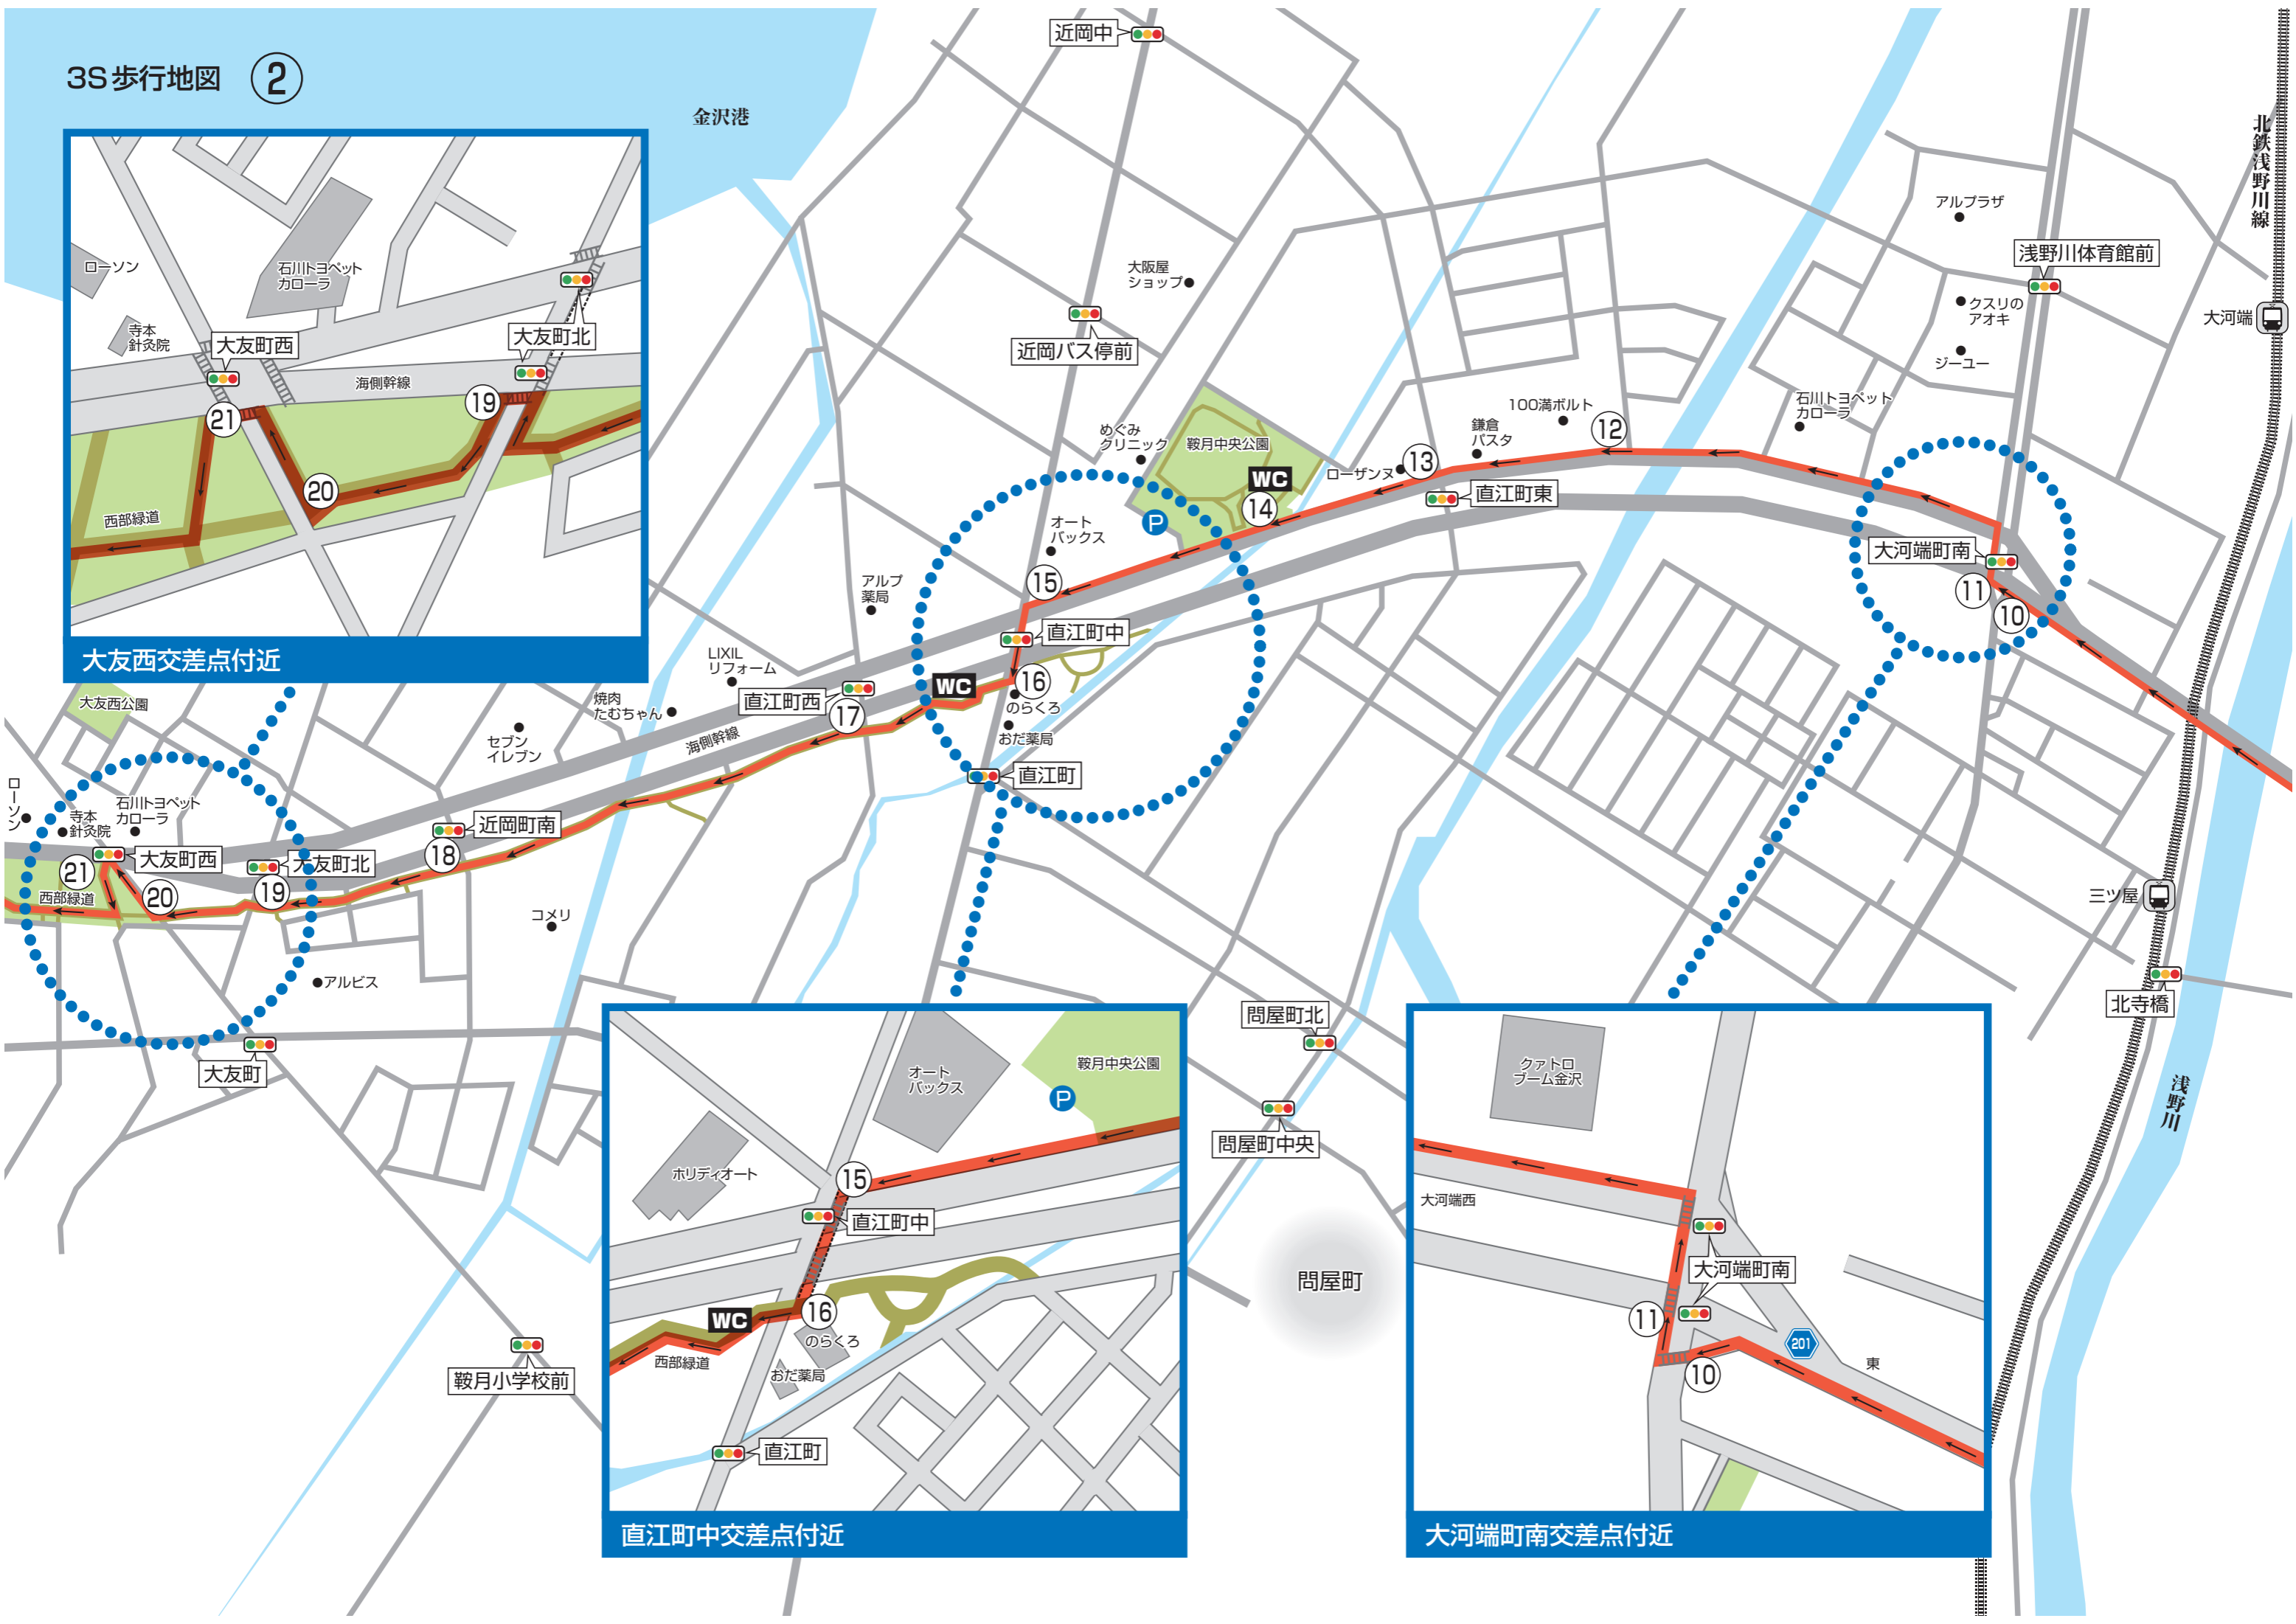 3S歩行地図 ②
金沢港
近岡中
北鉄浅野川線
アルプラザ
浅野川体育館前
クスリの
アオキ
ジーユー
大河端
大阪屋
ショップ
近岡バス停前
石川トヨペット
カローラ
100満ボルト
鎌倉
パスタ
めぐみ
クリニック
鞍月中央公園
WC
ローザンヌ
⑫
⑬
⑭
P
直江町東
オート
バックス
大河端町南
⑪
⑩
⑮
アルプ
薬局
直江町中
⑯
のらくろ
おだ薬局
直江町
WC
LIXIL
リフォーム
直江町西
⑰
焼肉
たむちゃん
海側幹線
セブン
イレブン
大友西公園
ローソン
寺本
針灸院
石川トヨペット
カローラ
近岡町南
⑱
大友町西
大友町北
㉑
⑳
⑲
西部緑道
コメリ
アルビス
大友町
三ツ屋
北寺橋
浅野川
問屋町北
問屋町中央
問屋町
鞍月小学校前
ローソン
石川トヨペット
カローラ
寺本
針灸院
大友町西
大友町北
海側幹線
⑲
㉑
⑳
西部緑道
大友西交差点付近
オート
バックス
鞍月中央公園
P
ホリディオート
⑮
直江町中
⑯
WC
のらくろ
西部緑道
おだ薬局
直江町
直江町中交差点付近
クァトロ
ブーム金沢
大河端西
大河端町南
⑪
201
東
⑩
大河端町南交差点付近